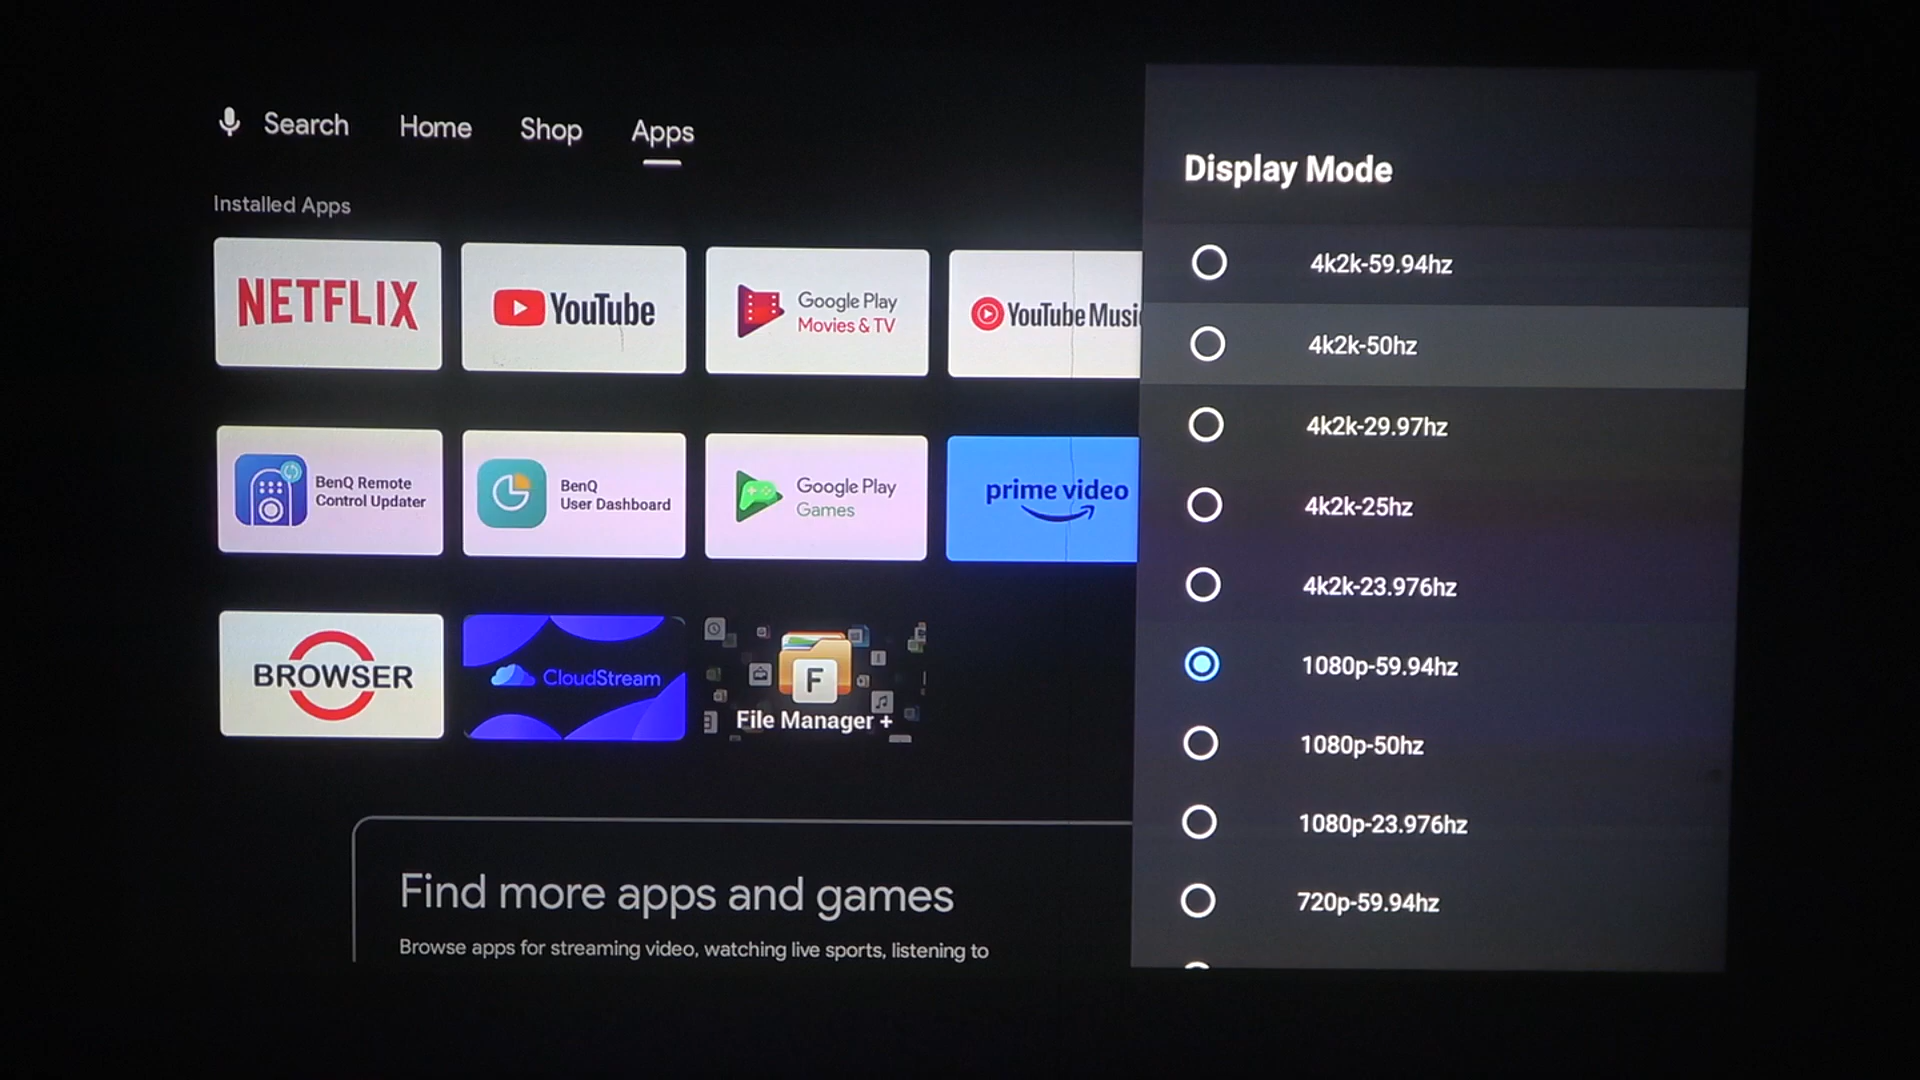 Search
Home
Shop
Apps
Installed Apps
NETFLIX
YouTube
Google Play
Movies & TV
YouTube Musi
BenQ Remote
Control Updater
BenQ
User Dashboard
Google Play
Games
prime video
BROWSER
CloudStream
F
File Manager +
Find more apps and games
Browse apps for streaming video, watching live sports, listening to
Display Mode
4k2k-59.94hz
4k2k-50hz
4k2k-29.97hz
4k2k-25hz
4k2k-23.976hz
1080p-59.94hz
1080p-50hz
1080p-23.976hz
720p-59.94hz